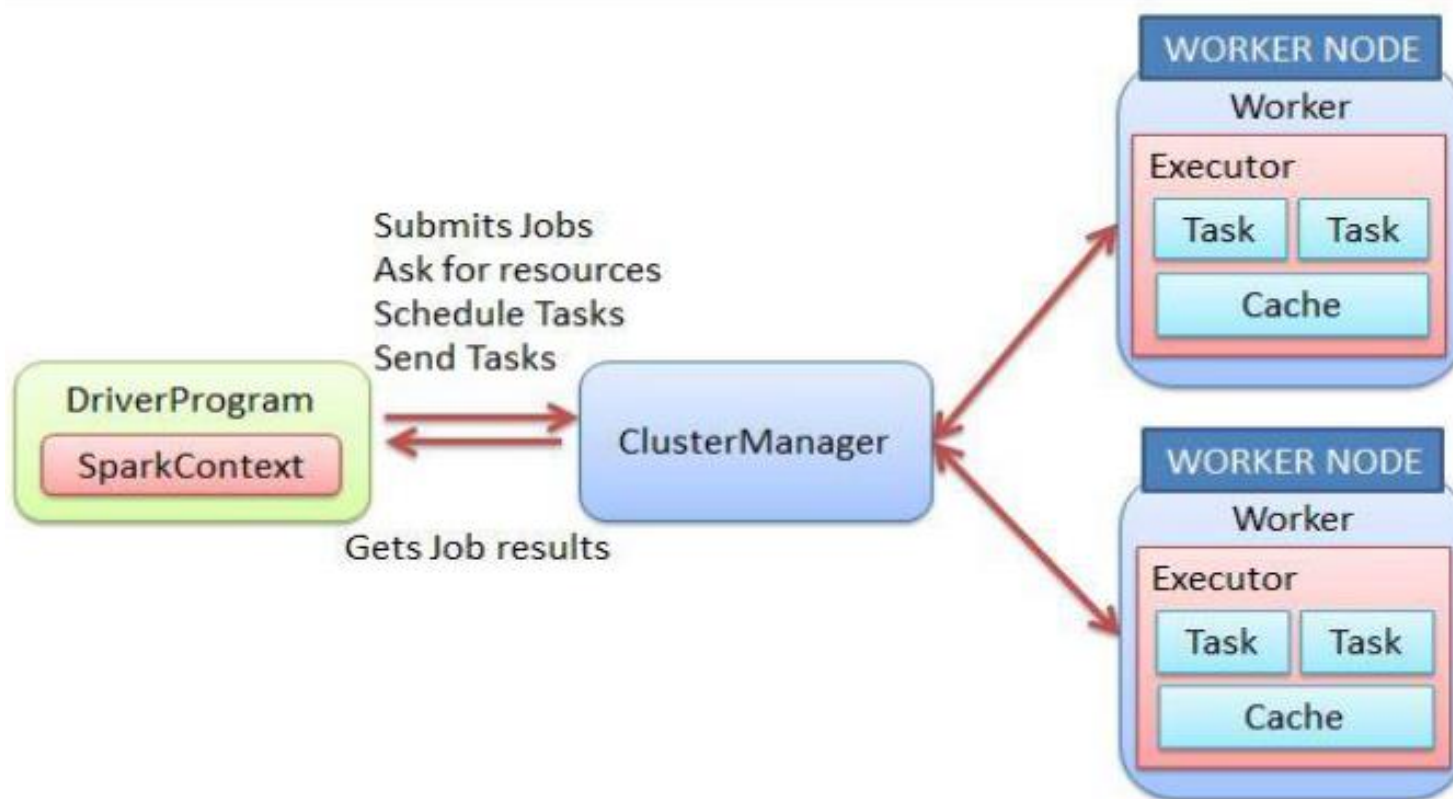 Submits Jobs
Ask for resources
Schedule Tasks
Send Tasks
DriverProgram
SparkContext
Gets Job results
ClusterManager
WORKER NODE
Worker
Executor
Task Task
Cache
WORKER NODE
Worker
Executor
Task Task
Cache